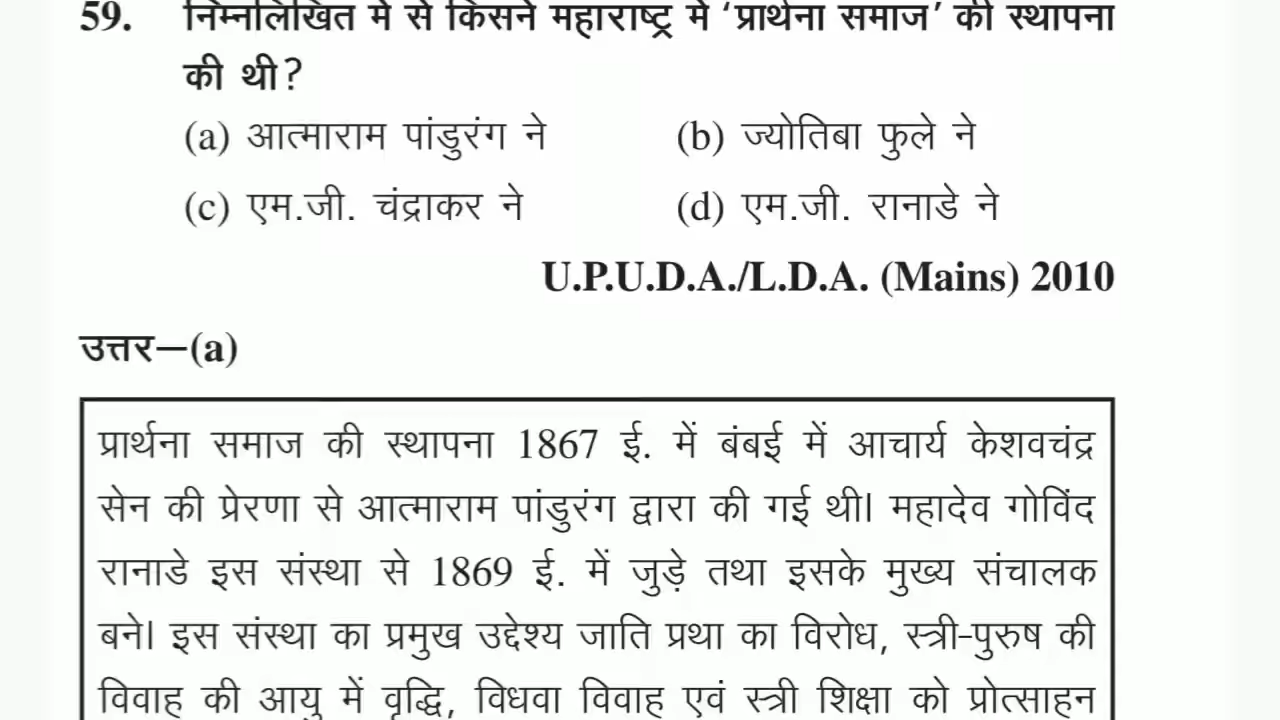 59. निम्नलिखित में से किसने महाराष्ट्र में ‘प्रार्थना समाज’ की स्थापना
की थी?
(a) आत्माराम पांडुरंग ने (b) ज्योतिबा फुले ने
(c) एम.जी. चंद्राकर ने (d) एम.जी. रानाडे ने
U.P.U.D.A./L.D.A. (Mains) 2010
उत्तर—(a)
प्रार्थना समाज की स्थापना 1867 ई. में बंबई में आचार्य केशवचंद्र
सेन की प्रेरणा से आत्माराम पांडुरंग द्वारा की गई थी। महादेव गोविंद
रानाडे इस संस्था से 1869 ई. में जुड़े तथा इसके मुख्य संचालक
बने। इस संस्था का प्रमुख उद्देश्य जाति प्रथा का विरोध, स्त्री-पुरुष की
विवाह की आयु में वृद्धि, विधवा विवाह एवं स्त्री शिक्षा को प्रोत्साहन